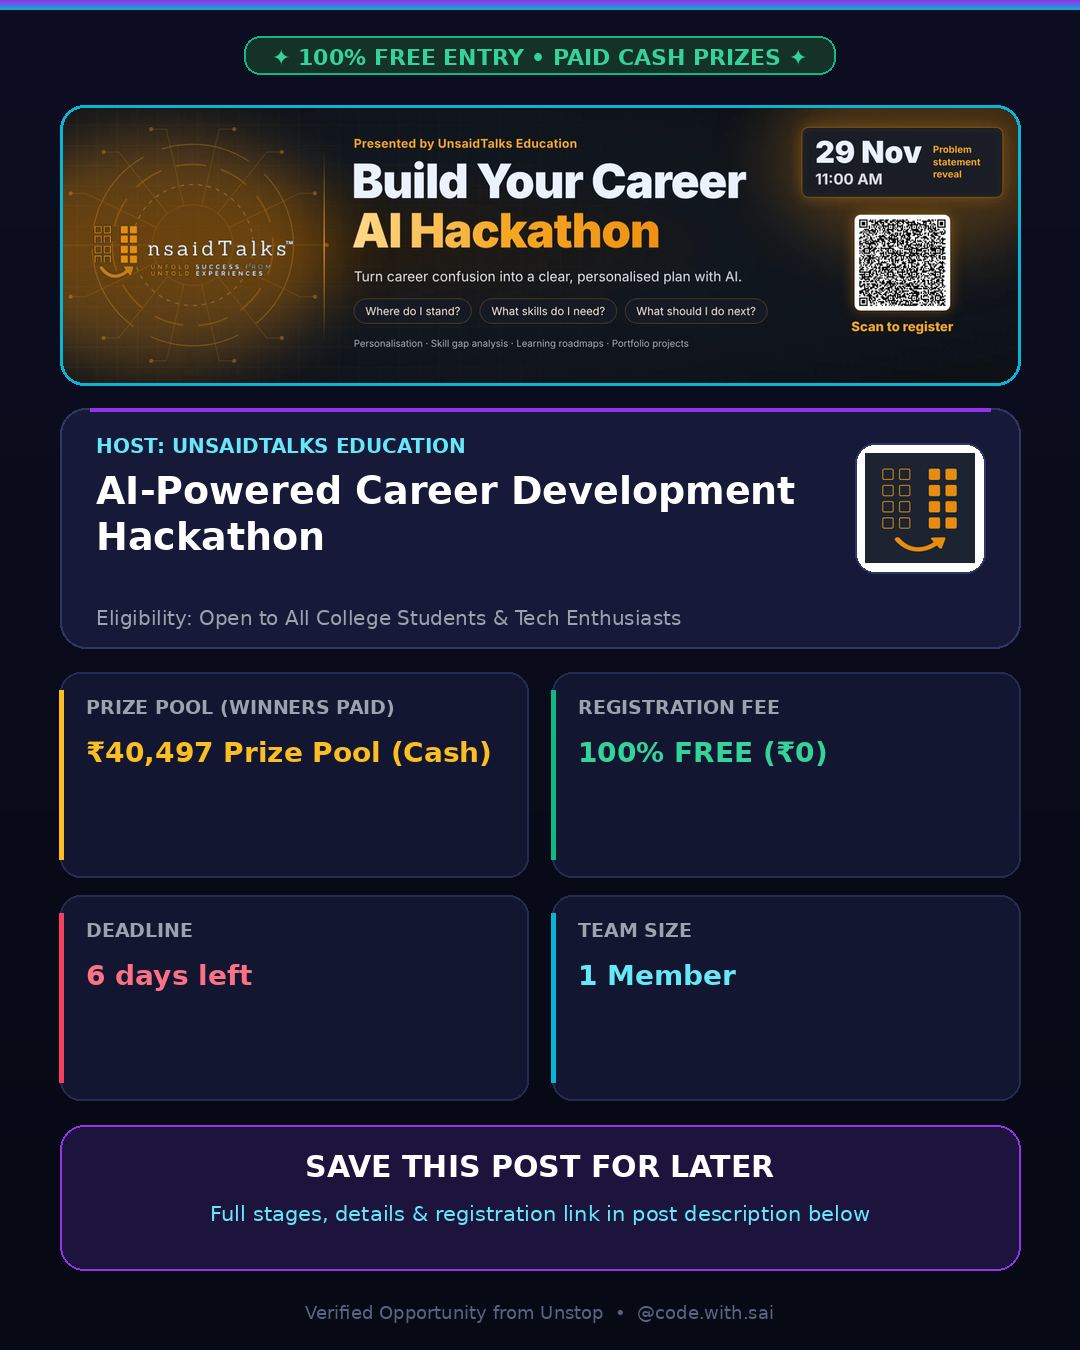 ✦ 100% FREE ENTRY • PAID CASH PRIZES ✦
Presented by UnsaidTalks Education
Build Your Career
AI Hackathon
Turn career confusion into a clear, personalised plan with AI.
Where do I stand? What skills do I need? What should I do next?
Personalisation · Skill gap analysis · Learning roadmaps · Portfolio projects
nsaidTalks™
UNFOLD SUCCESS FROM
UNTOLD EXPERIENCES
29 Nov
11:00 AM
Problem
statement
reveal
Scan to register
HOST: UNSAIDTALKS EDUCATION
AI-Powered Career Development
Hackathon
Eligibility: Open to All College Students & Tech Enthusiasts
PRIZE POOL (WINNERS PAID)
₹40,497 Prize Pool (Cash)
REGISTRATION FEE
100% FREE (₹0)
DEADLINE
6 days left
TEAM SIZE
1 Member
SAVE THIS POST FOR LATER
Full stages, details & registration link in post description below
Verified Opportunity from Unstop • @code.with.sai